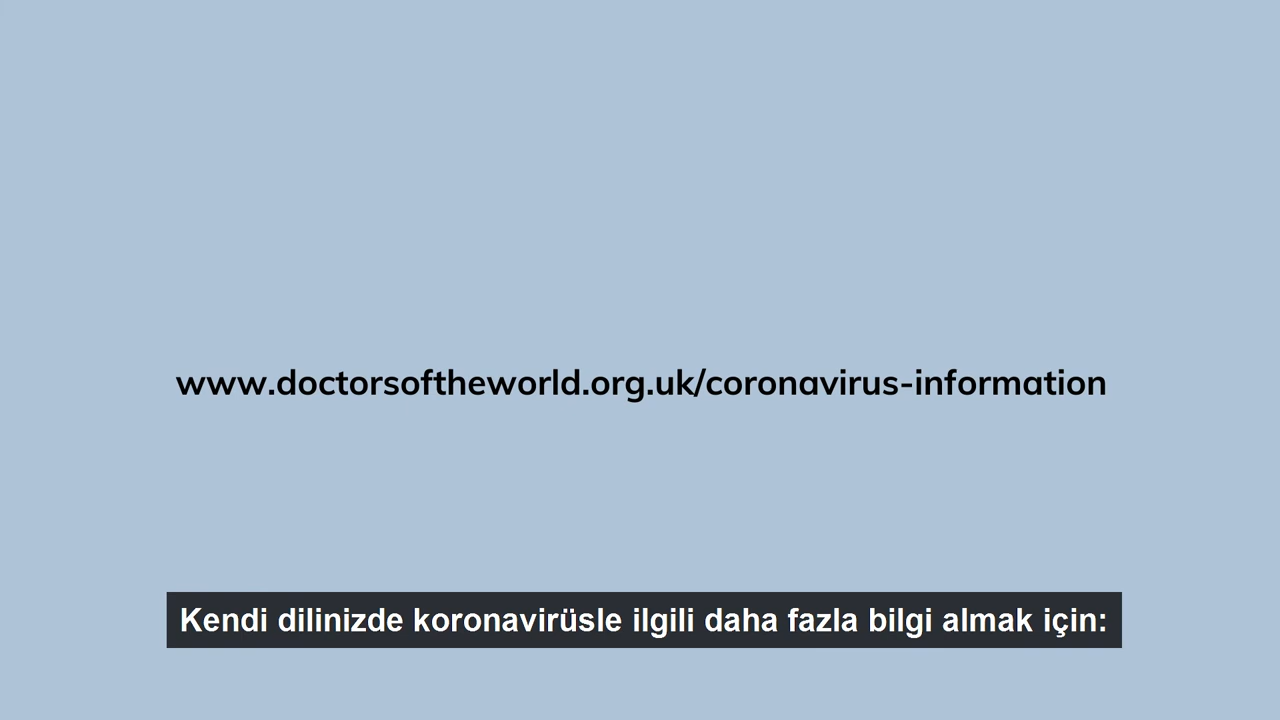 www.doctorsoftheworld.org.uk/coronavirus-information
Kendi dilinizde koronavirüsle ilgili daha fazla bilgi almak için: